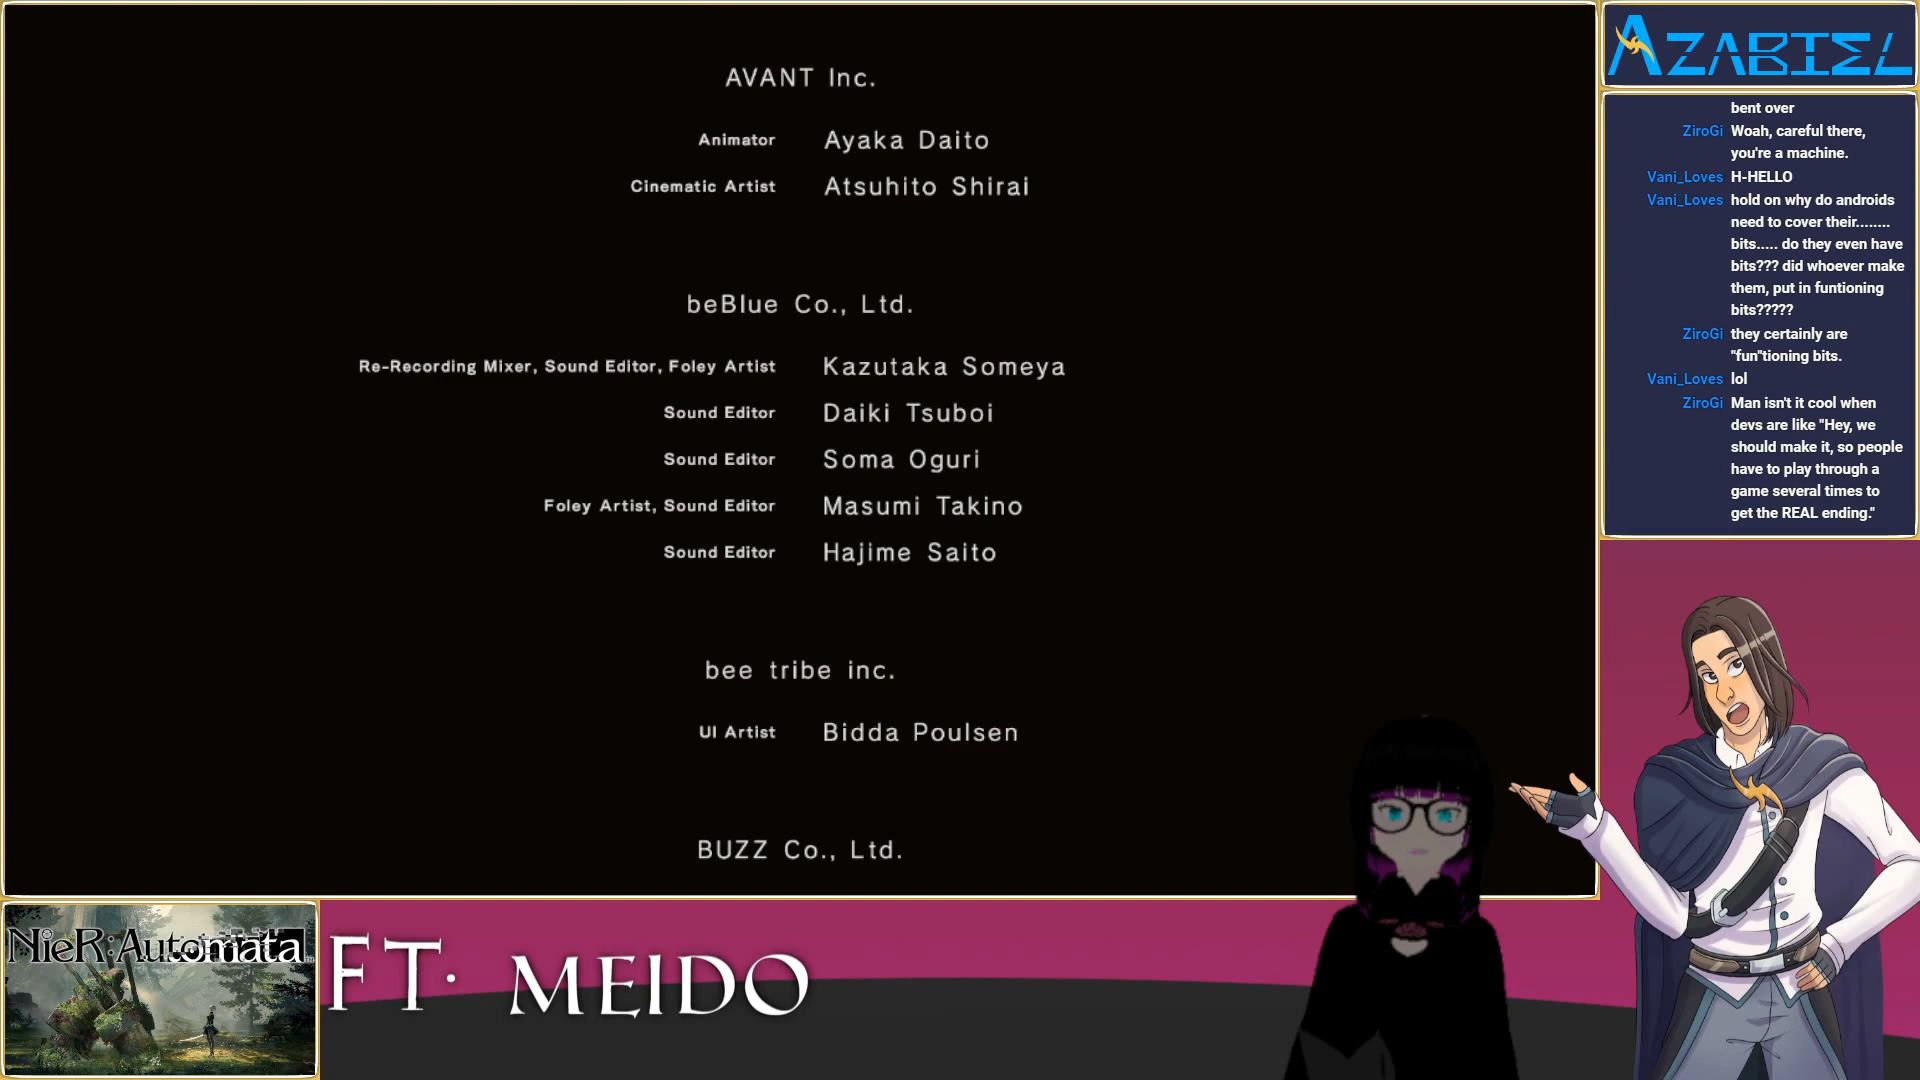 AVANT Inc.
Animator Ayaka Daito
Cinematic Artist Atsuhito Shirai
beBlue Co., Ltd.
Re-Recording Mixer, Sound Editor, Foley Artist Kazutaka Someya
Sound Editor Daiki Tsuboi
Sound Editor Soma Oguri
Foley Artist, Sound Editor Masumi Takino
Sound Editor Hajime Saito
bee tribe inc.
UI Artist Bidda Poulsen
BUZZ Co., Ltd.
AZABIEL
bent over
ZiroGi Woah, careful there,
you're a machine.
Vani_Loves H-HELLO
Vani_Loves hold on why do androids
need to cover their........
bits..... do they even have
bits??? did whoever make
them, put in funtioning
bits?????
ZiroGi they certainly are
"fun"tioning bits.
Vani_Loves lol
ZiroGi Man isn't it cool when
devs are like "Hey, we
should make it, so people
have to play through a
game several times to
get the REAL ending."
NieR:Automata
FT. MEIDO